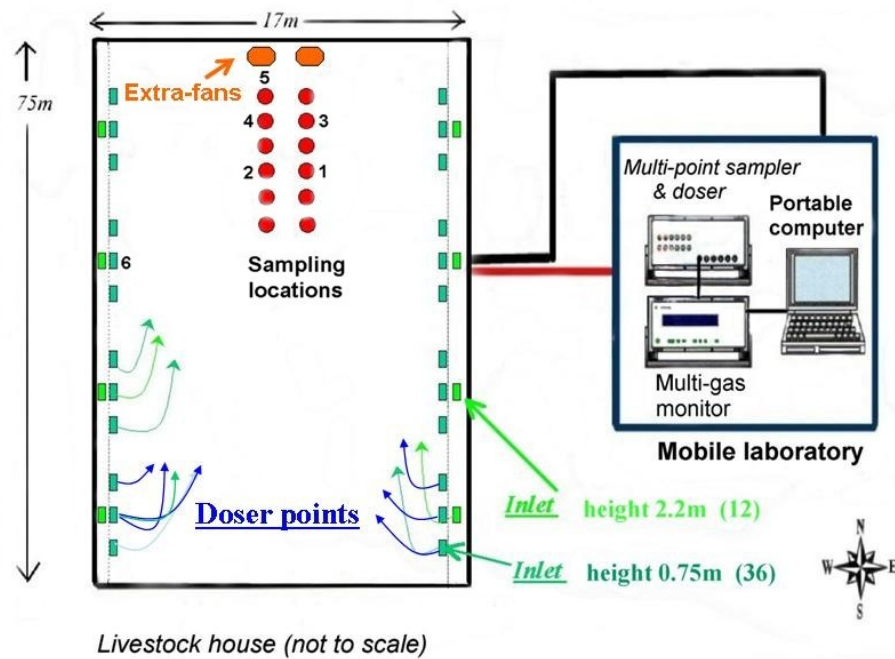 17m
75m
Extra-fans
5
4
3
2
1
6
Sampling
locations
Doser points
Multi-point sampler
& doser
Portable
computer
Multi-gas
monitor
Mobile laboratory
Inlet height 2.2m (12)
Inlet height 0.75m (36)
N
W
E
S
Livestock house (not to scale)